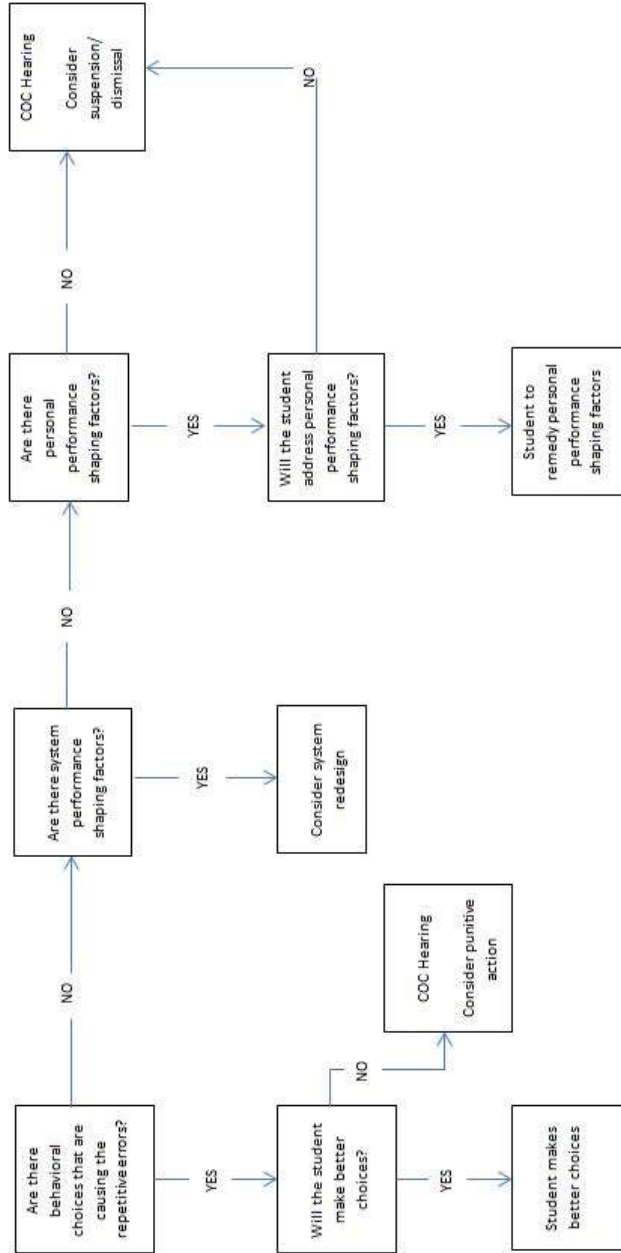 Are there
behavioral
choices that are
causing the
repetitive errors?
NO
Are there system
performance
shaping factors?
NO
Are there
personal
performance
shaping factors?
NO
COC Hearing
Consider
suspension/
dismissal
YES
YES
YES
NO
Will the student
make better
choices?
NO
COC Hearing
Consider punitive
action
Consider system
redesign
Will the student
address personal
performance
shaping factors?
YES
YES
Student makes
better choices
Student to
remedy personal
performance
shaping factors